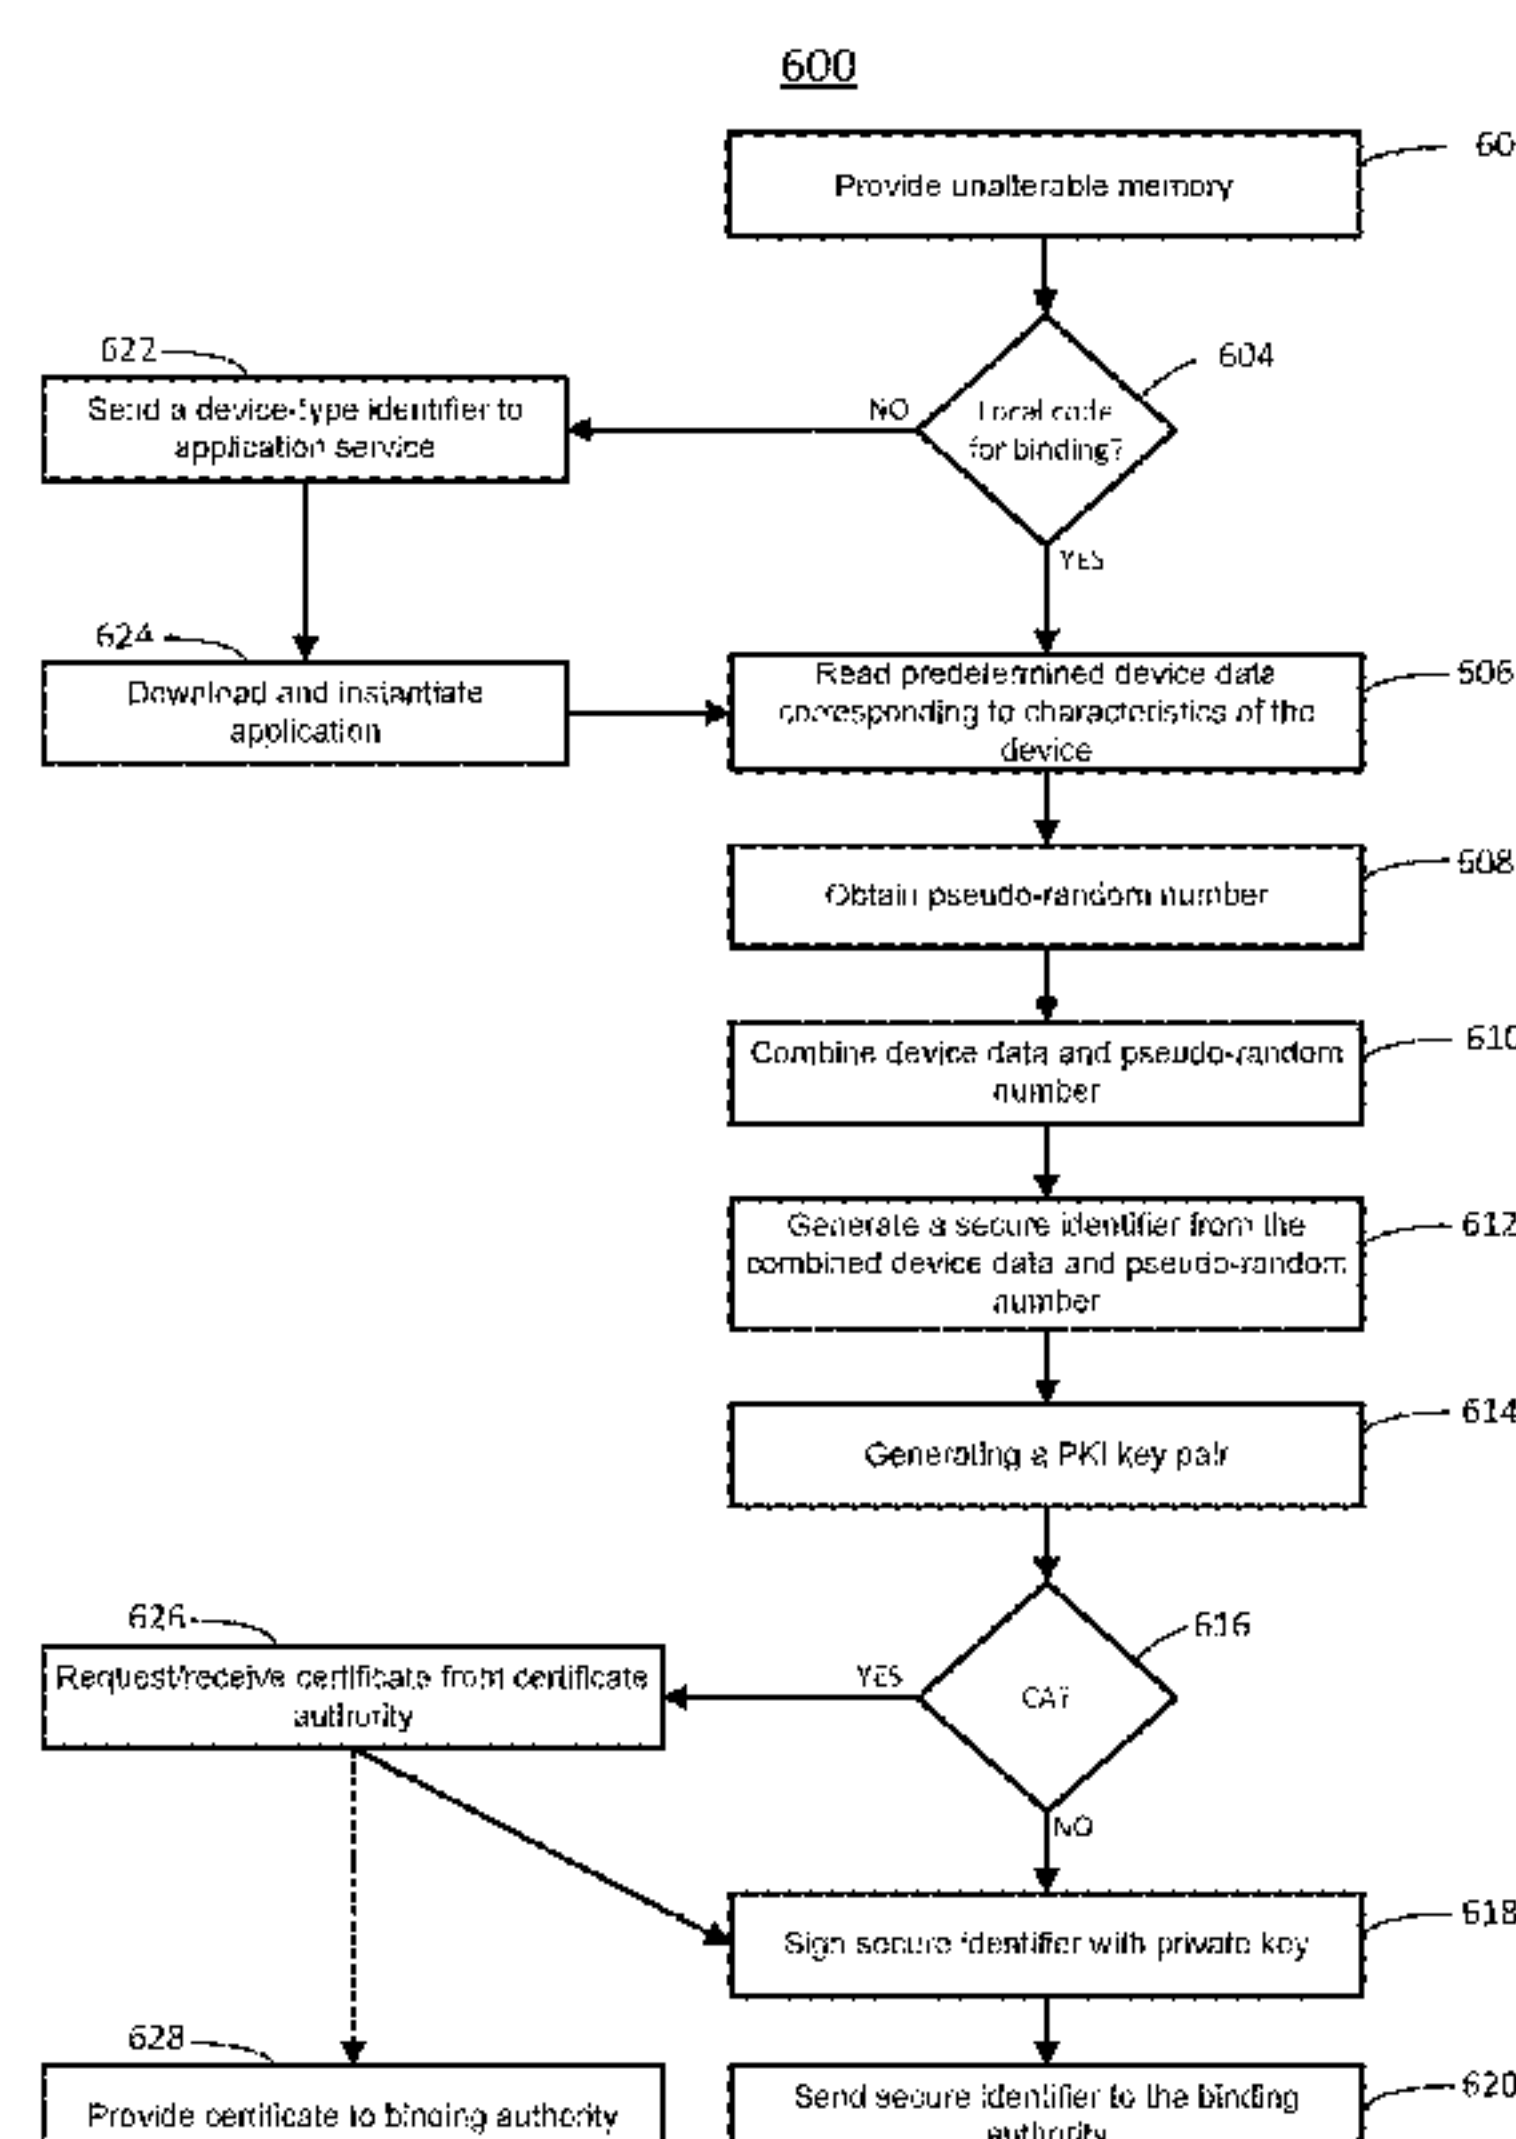 600
Provide unalterable memory
60
622
604
Send a device-type identifier to
application service
NO
Local code
for binding?
YES
624
Download and instantiate
application
Read predetermined device data
corresponding to characteristics of the
device
606
Obtain pseudo-random number
608
Combine device data and pseudo-random
number
610
Generate a secure identifier from the
combined device data and pseudo-random
number
612
Generating a PKI key pair
614
626
616
Request/receive certificate from certificate
authority
YES
CA?
NO
Sign secure identifier with private key
618
628
Provide certificate to binding authority
Send secure identifier to the binding
authority
620